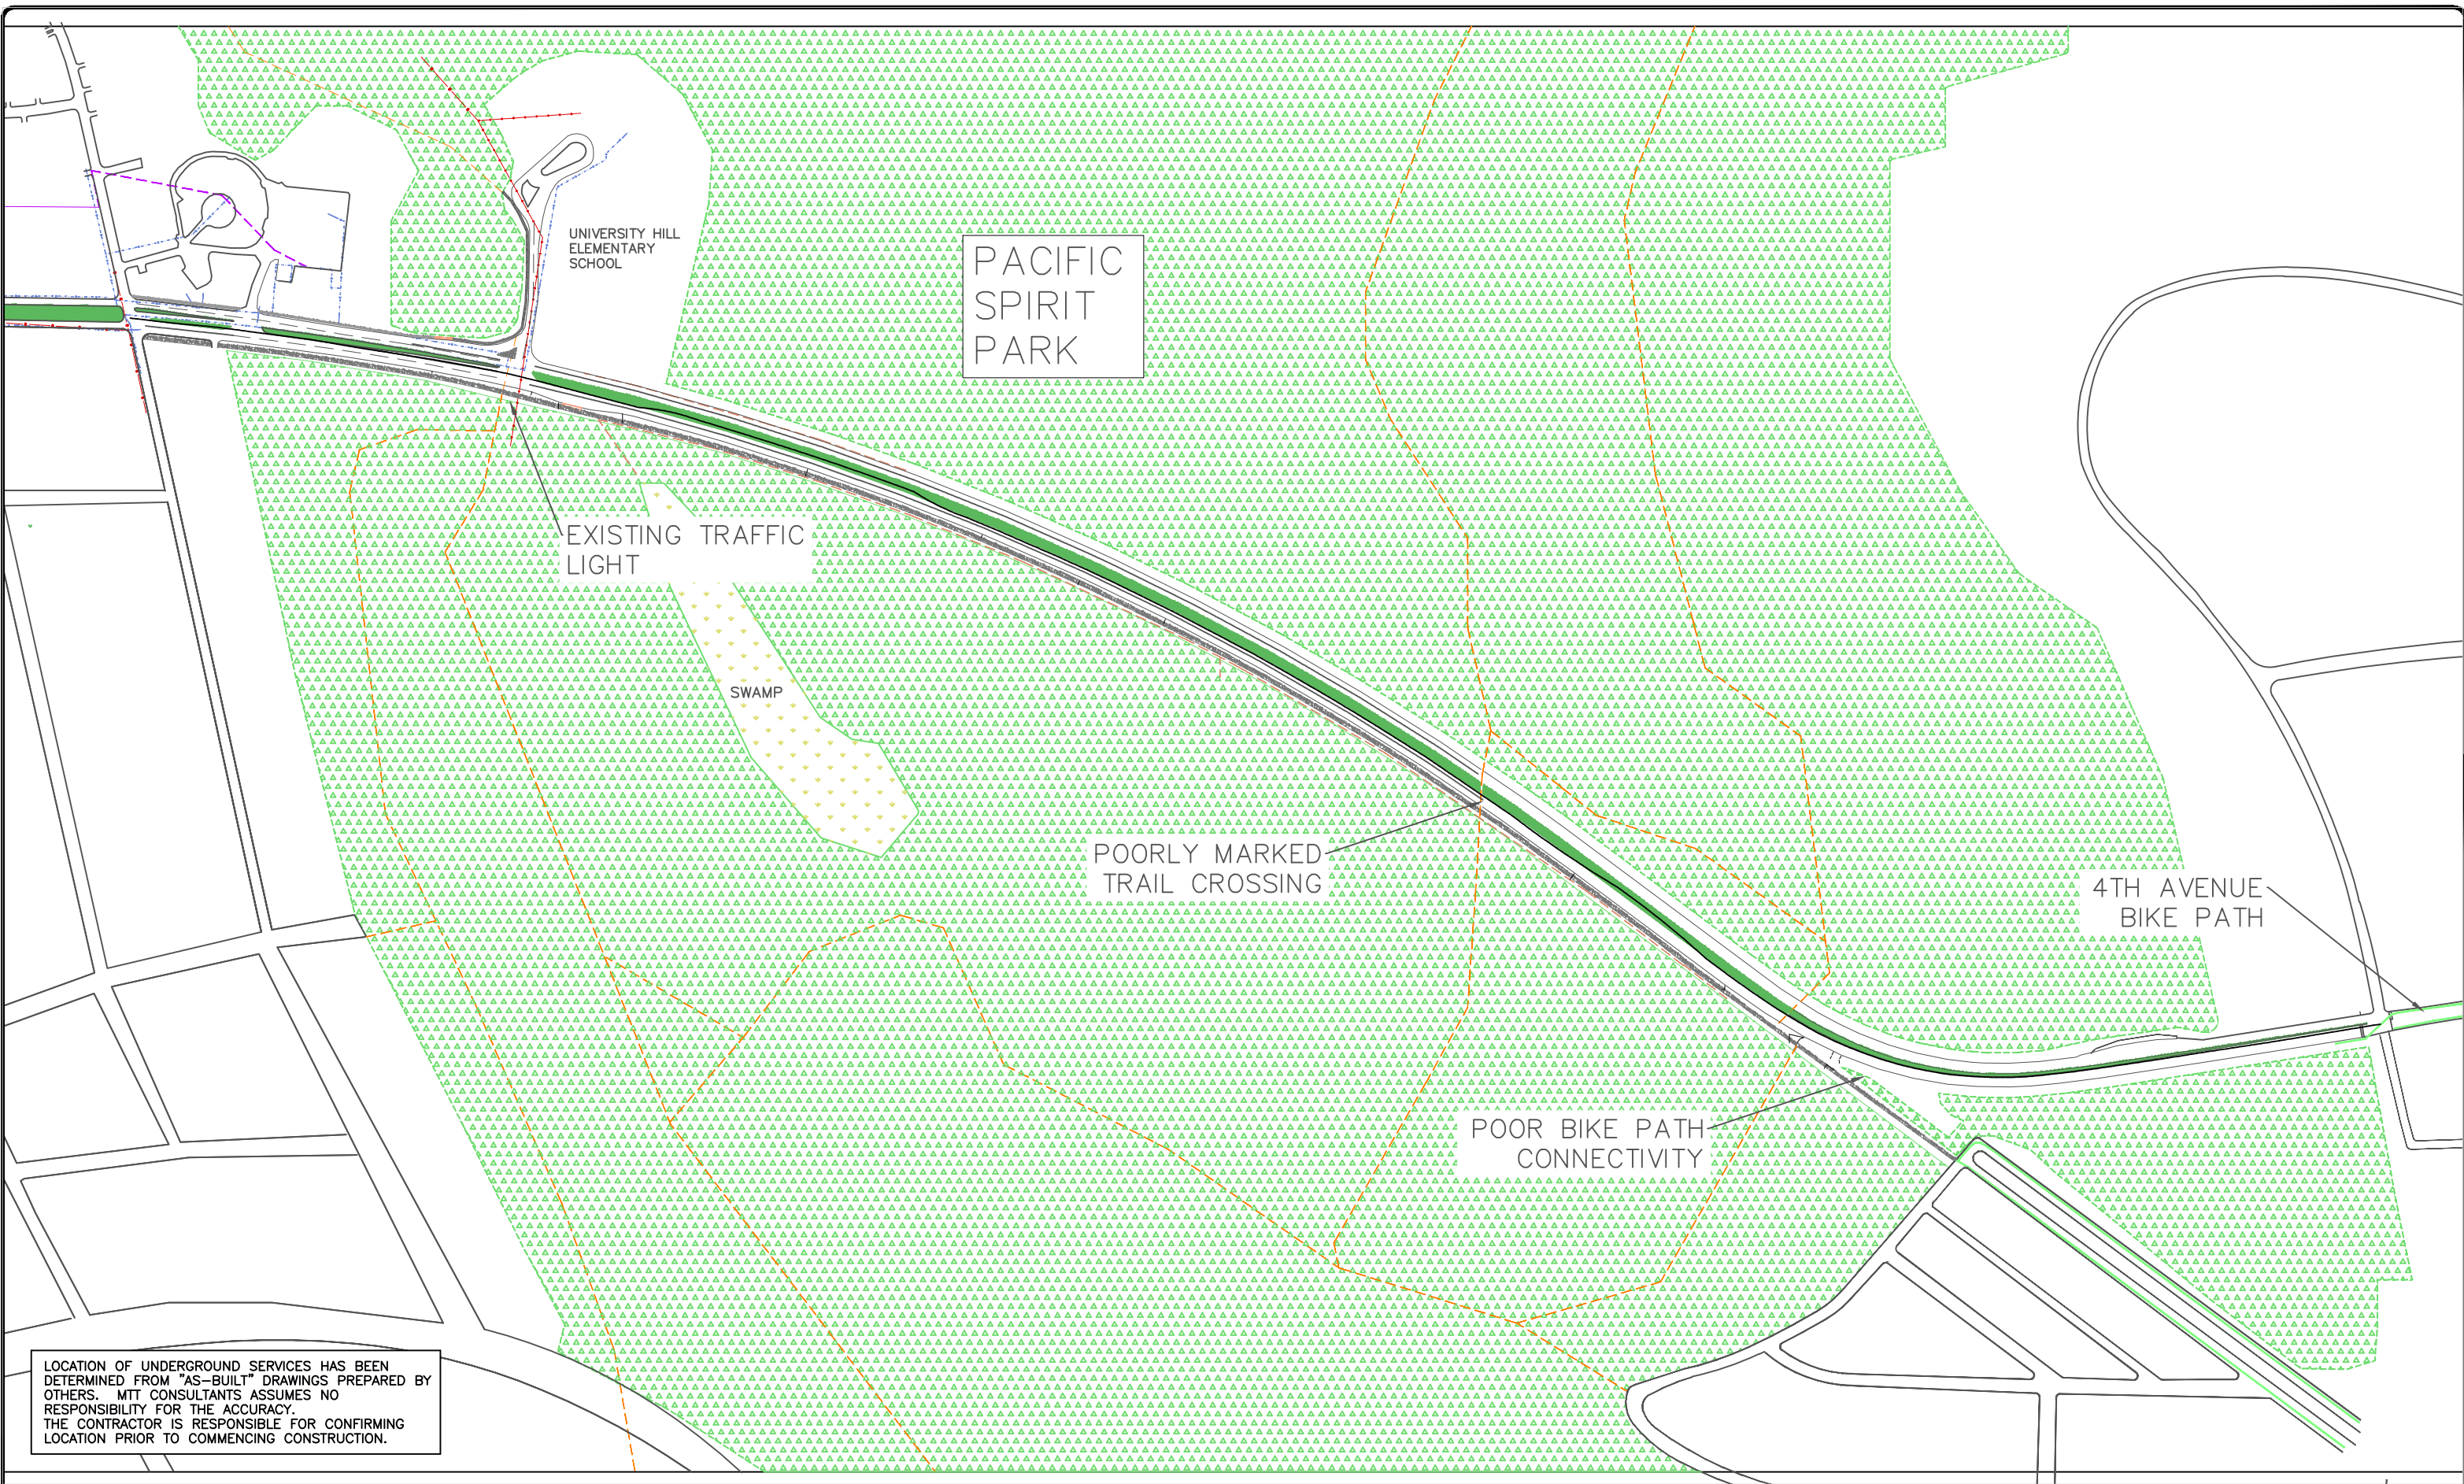 UNIVERSITY HILL
ELEMENTARY
SCHOOL
PACIFIC
SPIRIT
PARK
EXISTING TRAFFIC
LIGHT
SWAMP
POORLY MARKED
TRAIL CROSSING
4TH AVENUE
BIKE PATH
POOR BIKE PATH
CONNECTIVITY
LOCATION OF UNDERGROUND SERVICES HAS BEEN
DETERMINED FROM "AS-BUILT" DRAWINGS PREPARED BY
OTHERS. MTT CONSULTANTS ASSUMES NO
RESPONSIBILITY FOR THE ACCURACY.
THE CONTRACTOR IS RESPONSIBLE FOR CONFIRMING
LOCATION PRIOR TO COMMENCING CONSTRUCTION.